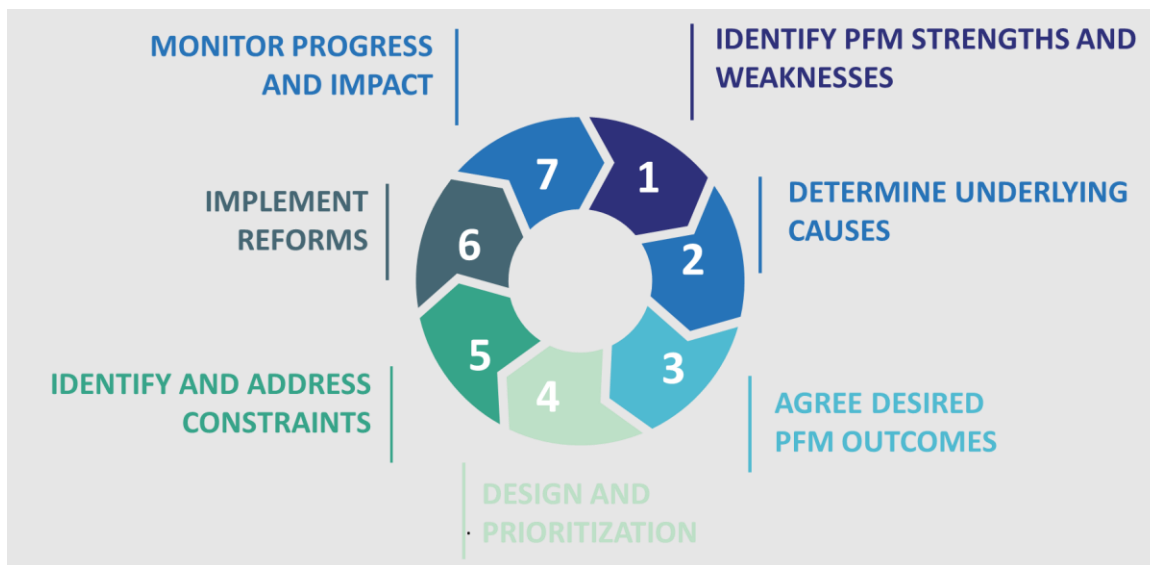 IDENTIFY PFM STRENGTHS AND
WEAKNESSES
1
DETERMINE UNDERLYING
CAUSES
2
AGREE DESIRED
PFM OUTCOMES
3
DESIGN AND
PRIORITIZATION
4
IDENTIFY AND ADDRESS
CONSTRAINTS
5
IMPLEMENT
REFORMS
6
MONITOR PROGRESS
AND IMPACT
7